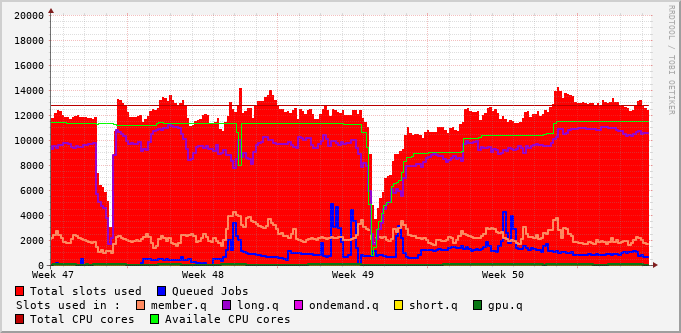 20000
18000
16000
14000
12000
10000
8000
6000
4000
2000
0
Week 47 Week 48 Week 49 Week 50
RRDTOOL / TOBI OETIKER
Total slots used Queued Jobs
Slots used in : member.q long.q ondemand.q short.q gpu.q
Total CPU cores Availale CPU cores